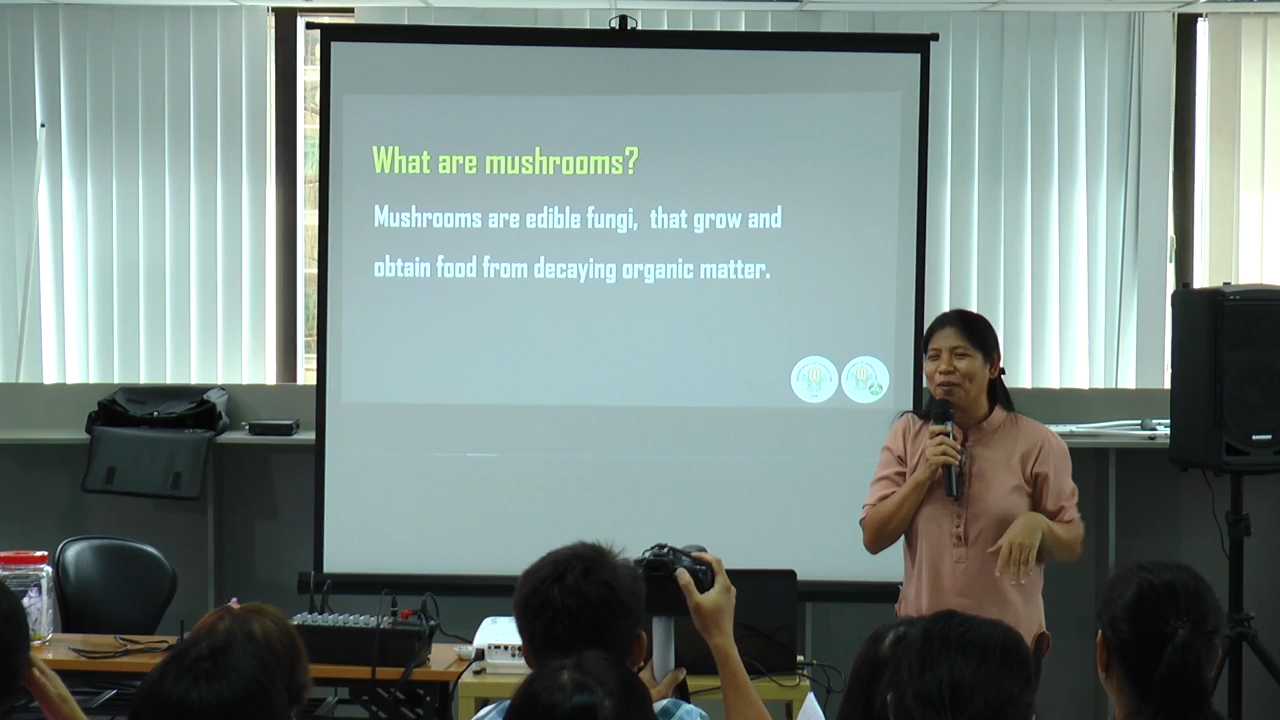 What are mushrooms?
Mushrooms are edible fungi,  that grow and
obtain food from decaying organic matter.